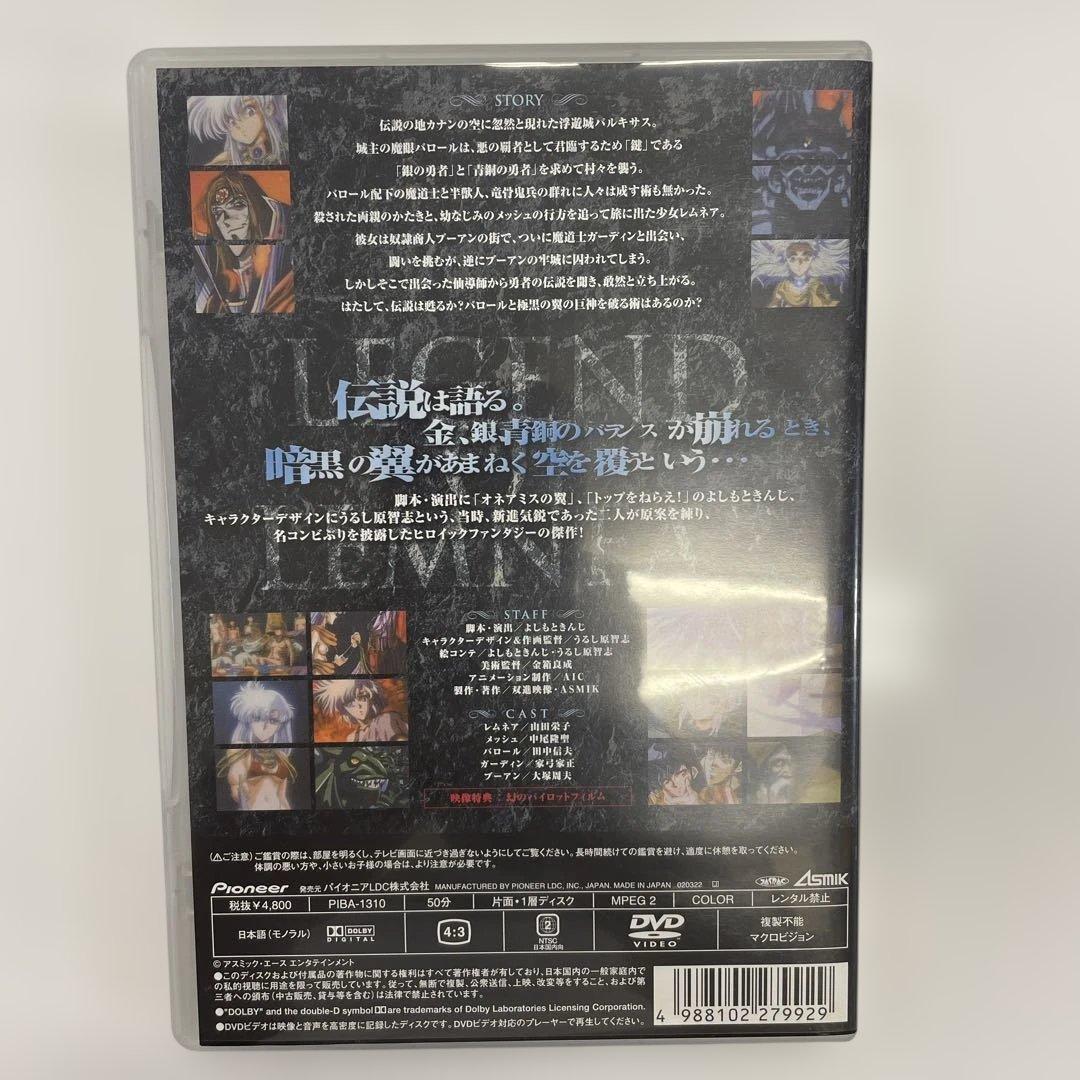 STORY
伝説の地カナンの空に忽然と現れた浮遊城バルキサス。
城主の魔眼バロールは、悪の覇者として君臨するため「鍵」である
「銀の勇者」と「青銅の勇者」を求めて村々を襲う。
バロール配下の魔道士と半獣人、竜骨鬼兵の群れに人々は成す術も無かった。
殺された両親のかたきと、幼なじみのメッシュの行方を追って旅に出た少女レムネア。
彼女は奴隷商人ブーアンの街で、ついに魔道士ガーディンと出会い、
闘いを挑むが、逆にブーアンの牢城に囚われてしまう。
しかしそこで出会った仙導師から勇者の伝説を聞き、敢然と立ち上がる。
はたして、伝説は甦るか?バロールと極黒の翼の巨神を破る術はあるのか?
LEGEND
伝説は語る。
金、銀青銅のバランスが崩れるとき、
暗黒の翼があまねく空を覆うという・・・
脚本・演出に「オネアミスの翼」、「トップをねらえ!」のよしもときんじ、
キャラクターデザインにうるし原智志という、当時、新進気鋭であった二人が原案を練り、
名コンビぶりを披露したヒロイックファンタジーの傑作!
STAFF
脚本・演出/よしもときんじ
キャラクターデザイン&作画監督/うるし原智志
絵コンテ/よしもときんじ・うるし原智志
美術監督/金箱良成
アニメーション制作/AIC
製作・著作/双進映像・ASMIK
CAST
レムネア/山田栄子
メッシュ/中尾隆聖
バロール/田中信夫
ガーディン/家弓家正
ブーアン/大塚周夫
映像特典:幻のパイロットフィルム
(⚠ご注意)ご鑑賞の際は、部屋を明るくし、テレビ画面に近づき過ぎないようにしてご覧ください。長時間続けての鑑賞を避け、適度に休憩を取ってください。
体調の悪い方や、小さいお子様の場合は、より注意が必要です。
Pioneer 発売元 パイオニアLDC株式会社 MANUFACTURED BY PIONEER LDC, INC., JAPAN. MADE IN JAPAN 020322 ASMIK
税抜¥4,800 PIBA-1310 50分 片面・1層ディスク MPEG 2 COLOR レンタル禁止
日本語(モノラル) DOLBY DIGITAL 4:3 2 NTSC 日本国内向 DVD VIDEO 複製不能 マクロビジョン
© アスミック・エース エンタテインメント
●このディスクおよび付属品の著作物に関する権利はすべて著作権者が有しており、日本国内の一般家庭内で
の私的視聴に用途を限って販売しています。従って、無断で複製、公衆送信、上映、改変等をすること、および第
三者への頒布(中古販売、貸与等を含む)は法律で禁止されています。
●"DOLBY" and the double-D symbol are trademarks of Dolby Laboratories Licensing Corporation.
●DVDビデオは映像と音声を高密度に記録したディスクです。DVDビデオ対応のプレーヤーで再生してください。
4 988102 279929